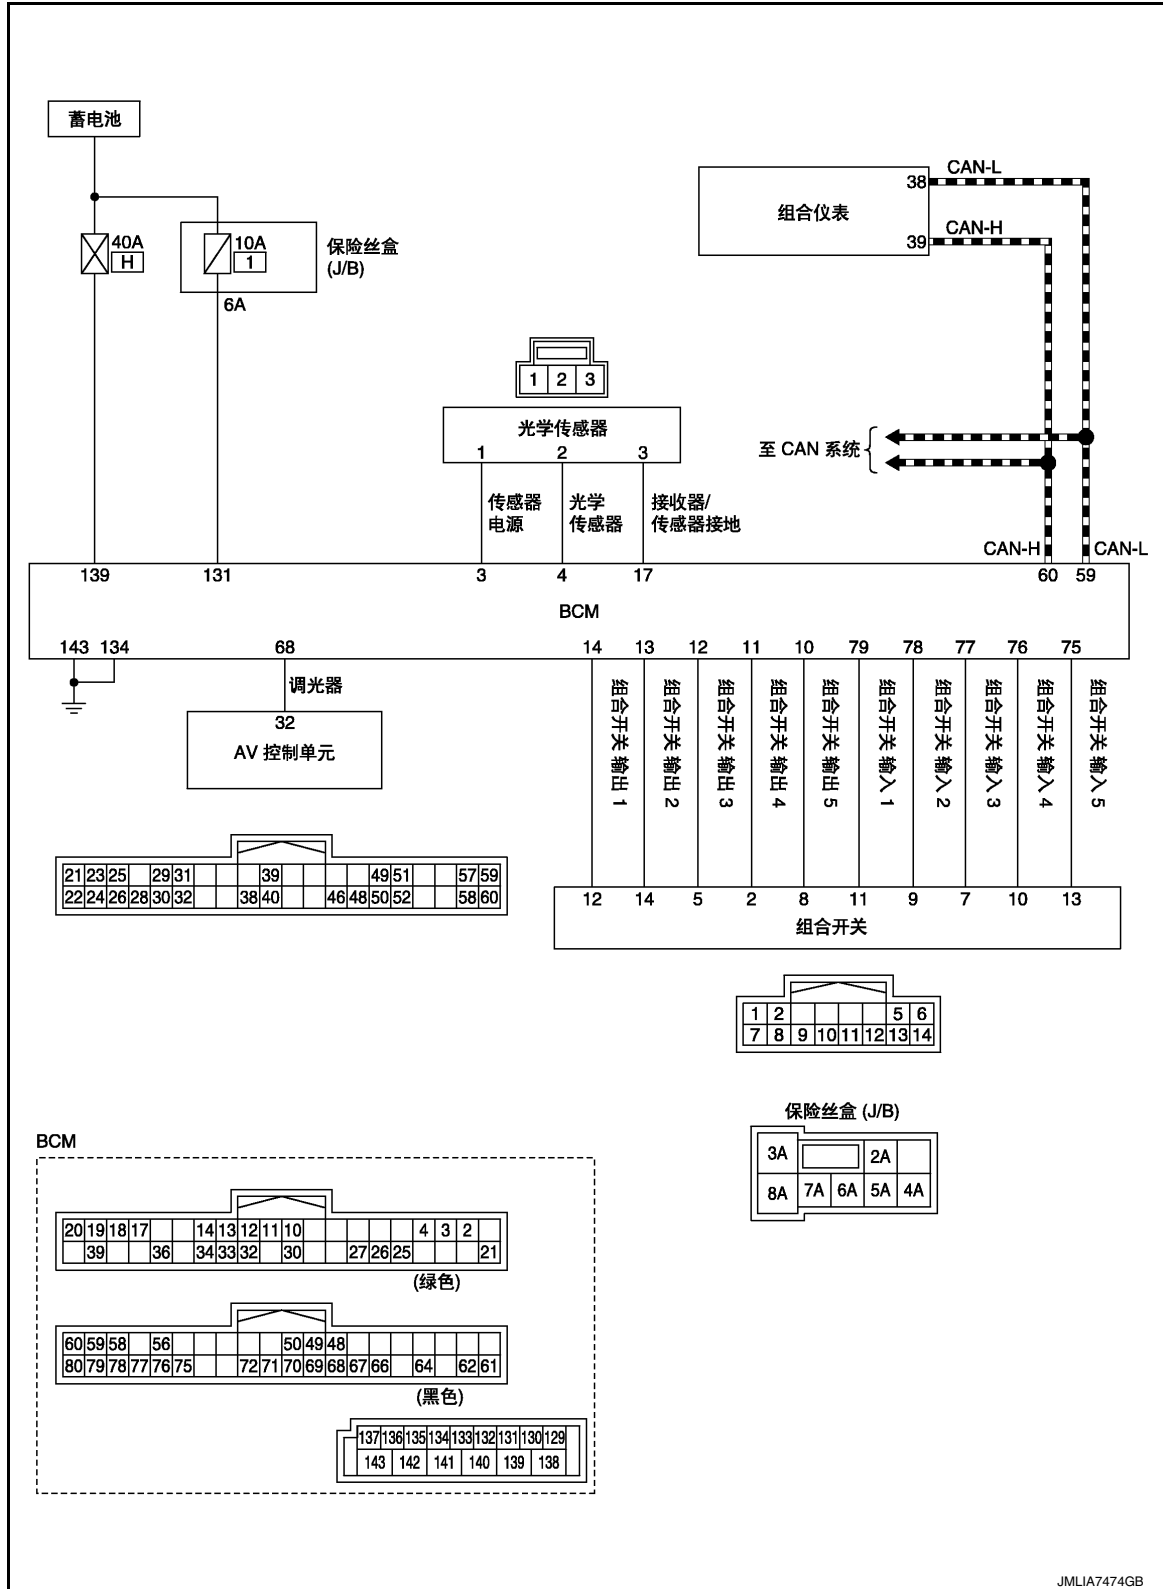 蓄电池
40A
H
10A
1
保险丝盒
(J/B)
6A
组合仪表
38
CAN-L
39
CAN-H
1 2 3
光学传感器
1 2 3
传感器
电源
光学
传感器
接收器/
传感器接地
至 CAN 系统
CAN-H
CAN-L
139 131 3 4 17 60 59
BCM
143 134 68 14 13 12 11 10 79 78 77 76 75
调光器
32
AV 控制单元
组合开关 输出 1
组合开关 输出 2
组合开关 输出 3
组合开关 输出 4
组合开关 输出 5
组合开关 输入 1
组合开关 输入 2
组合开关 输入 3
组合开关 输入 4
组合开关 输入 5
21 23 25 29 31 39 49 51 57 59
22 24 26 28 30 32 38 40 46 48 50 52 58 60
12 14 5 2 8 11 9 7 10 13
组合开关
1 2 5 6
7 8 9 10 11 12 13 14
保险丝盒 (J/B)
3A 2A
8A 7A 6A 5A 4A
BCM
20 19 18 17 14 13 12 11 10 4 3 2
39 36 34 33 32 30 27 26 25 21
(绿色)
60 59 58 56 50 49 48
80 79 78 77 76 75 72 71 70 69 68 67 66 64 62 61
(黑色)
137 136 135 134 133 132 131 130 129
143 142 141 140 139 138
JMLIA7474GB